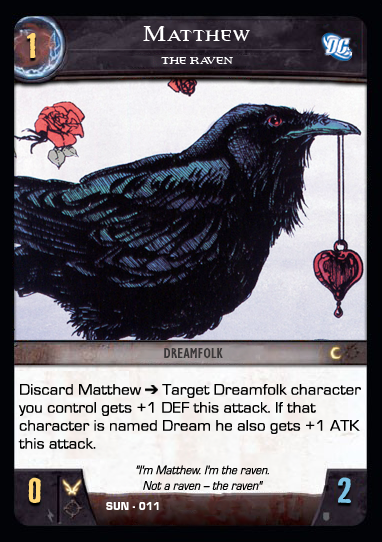 1
MATTHEW
THE RAVEN
DC
DREAMFOLK
Discard Matthew ➔ Target Dreamfolk character
you control gets +1 DEF this attack. If that
character is named Dream he also gets +1 ATK
this attack.
"I'm Matthew. I'm the raven.
Not a raven – the raven"
0
SUN · 011
2